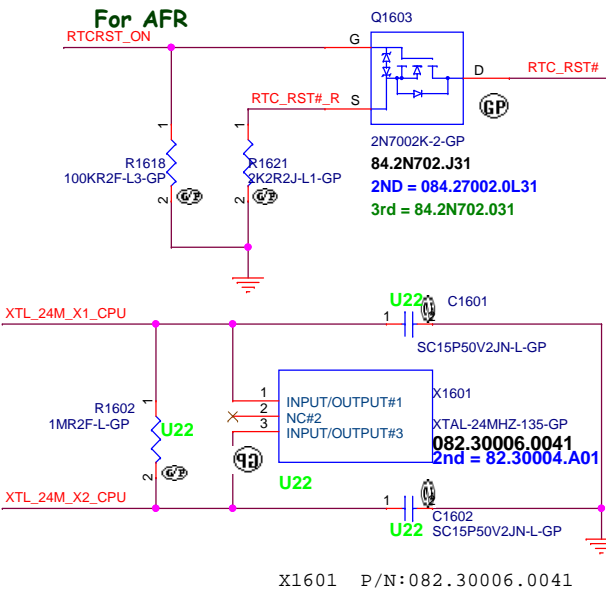 For AFR
Q1603
RTCRST_ON
G
D
RTC_RST#
RTC_RST#_R
S
GP
1
1
2N7002K-2-GP
R1618
R1621
84.2N702.J31
100KR2F-L3-GP
2K2R2J-L1-GP
2ND = 084.27002.0L31
2
G/P
2
G/P
3rd = 84.2N702.031
U22
C1601
XTL_24M_X1_CPU
1
2
SC15P50V2JN-L-GP
X1601
1
INPUT/OUTPUT#1
1
2
NC#2
R1602
3
INPUT/OUTPUT#3
1MR2F-L-GP
U22
XTAL-24MHZ-135-GP
082.30006.0041
2nd = 82.30004.A01
GP
2
G/P
U22
XTL_24M_X2_CPU
1
2
C1602
U22
SC15P50V2JN-L-GP
X1601 P/N:082.30006.0041